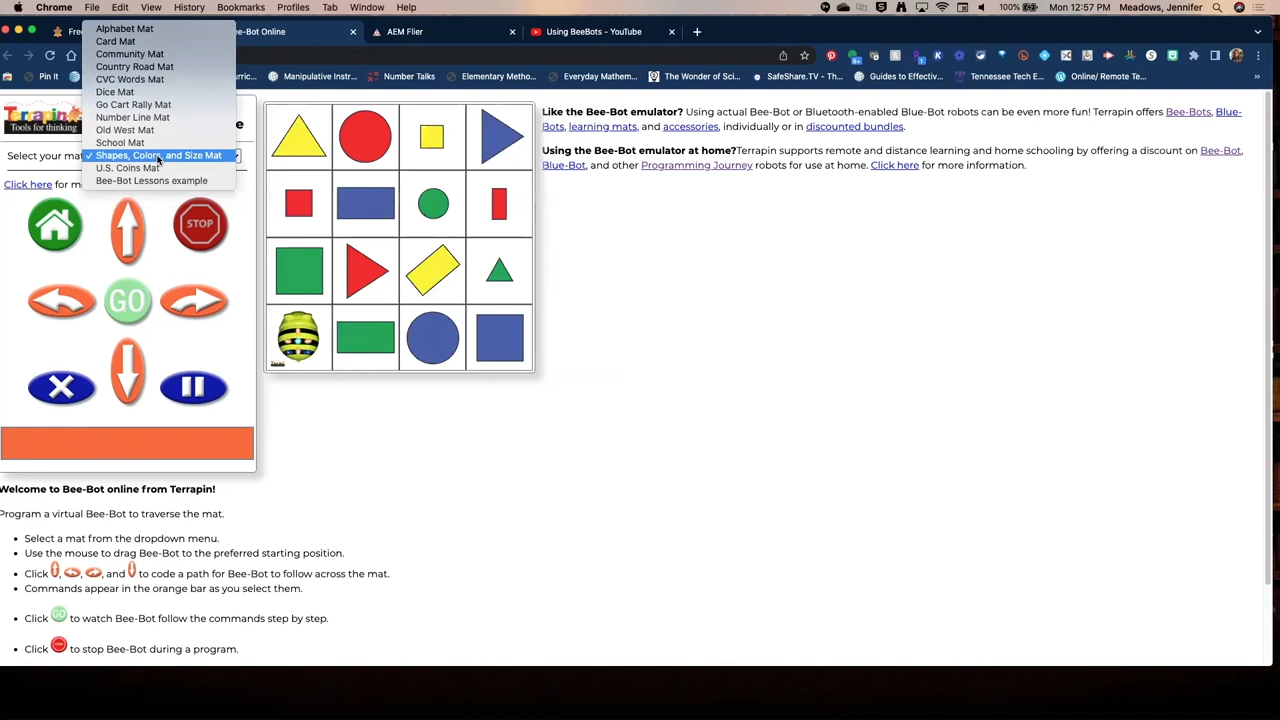 Chrome File Edit View History Bookmarks Profiles Tab Window Help 100% Mon 12:57 PM Meadows, Jennifer
Fre
e-Bot Online
AEM Flier
Using BeeBots - YouTube
Pin It
Manipulative Instr...
Number Talks
Elementary Metho...
Everyday Mathem...
The Wonder of Sci...
SafeShare.TV - Th...
Guides to Effectiv...
Tennessee Tech E...
Online/ Remote Te...
Alphabet Mat
Card Mat
Community Mat
Country Road Mat
CVC Words Mat
Dice Mat
Go Cart Rally Mat
Number Line Mat
Old West Mat
School Mat
✓ Shapes, Colors, and Size Mat
U.S. Coins Mat
Bee-Bot Lessons example
Terrapin
Tools for thinking
e
Select your mat
Click here for m
STOP
GO
Terrapin
Like the Bee-Bot emulator? Using actual Bee-Bot or Bluetooth-enabled Blue-Bot robots can be even more fun! Terrapin offers Bee-Bots, Blue-
Bots, learning mats, and accessories, individually or in discounted bundles.
Using the Bee-Bot emulator at home?Terrapin supports remote and distance learning and home schooling by offering a discount on Bee-Bot,
Blue-Bot, and other Programming Journey robots for use at home. Click here for more information.
Welcome to Bee-Bot online from Terrapin!
Program a virtual Bee-Bot to traverse the mat.
• Select a mat from the dropdown menu.
• Use the mouse to drag Bee-Bot to the preferred starting position.
• Click , , , and to code a path for Bee-Bot to follow across the mat.
• Commands appear in the orange bar as you select them.
• Click GO to watch Bee-Bot follow the commands step by step.
• Click STOP to stop Bee-Bot during a program.